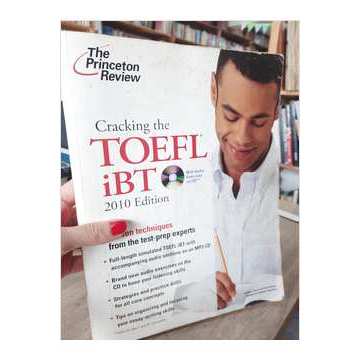 The
Princeton
Review
Cracking the
TOEFL®
iBT
2010 Edition
techniques
from the test-prep experts
• Full-length simulated TOEFL iBT with
accompanying audio sections on an MP3 CD
• Brand new audio exercises on the
CD to hone your listening skills
• Strategies and practice drills
for all core concepts
• Tips on organizing and focusing
your essay-writing skills